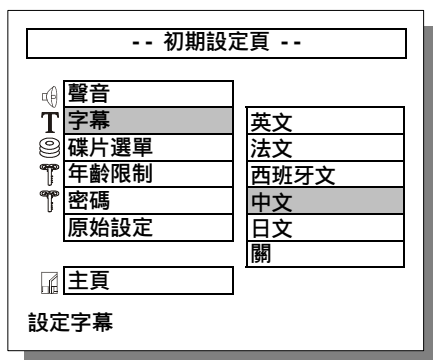 -- 初期設定頁 --
聲音
T 字幕
碟片選單
年齡限制
密碼
原始設定
英文
法文
西班牙文
中文
日文
關
主頁
設定字幕